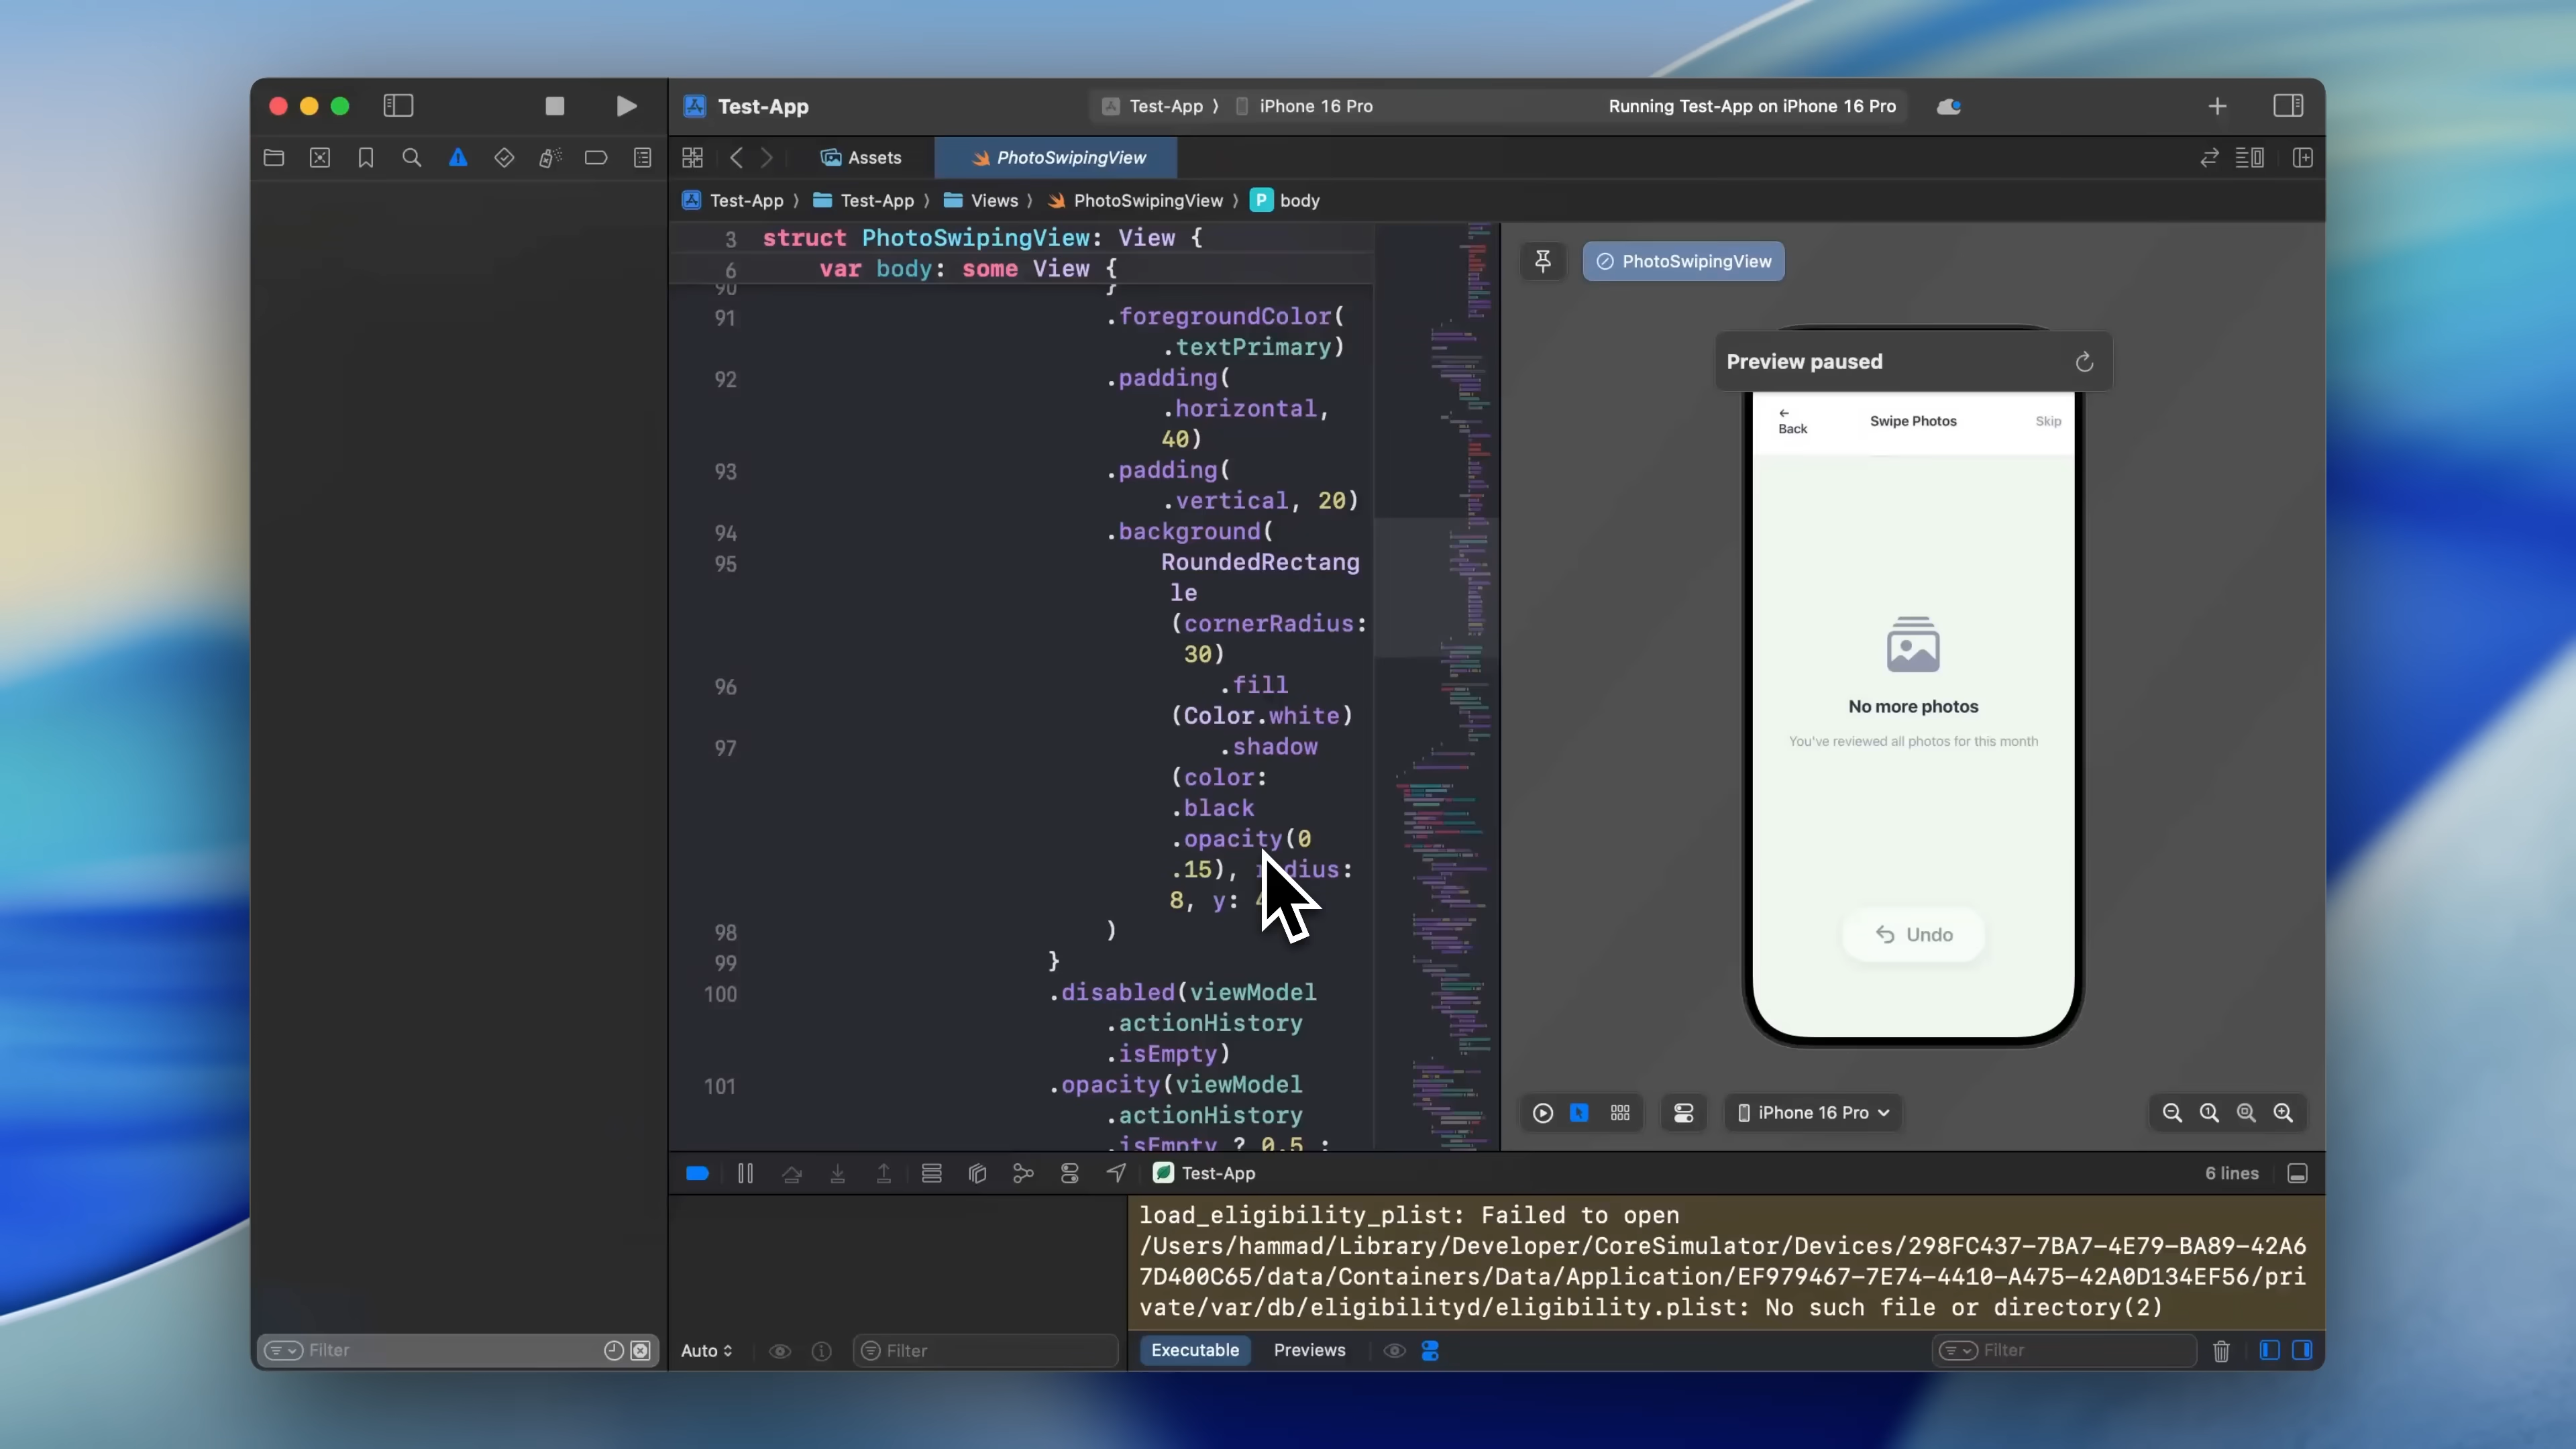 Test-App
Test-App 〉 iPhone 16 Pro
Running Test-App on iPhone 16 Pro
Assets
PhotoSwipingView
Test-App 〉 Test-App 〉 Views 〉 PhotoSwipingView 〉 P body
3 struct PhotoSwipingView: View {
6 var body: some View {
90 }
91 .foregroundColor(
.textPrimary)
92 .padding(
.horizontal,
40)
93 .padding(
.vertical, 20)
94 .background(
95 RoundedRectang
le
(cornerRadius:
30)
96 .fill
(Color.white)
97 .shadow
(color:
.black
.opacity(0
.15), radius:
8, y:
98 )
99 }
100 .disabled(viewModel
.actionHistory
.isEmpty)
101 .opacity(viewModel
.actionHistory
.isEmpty ? 0.5 :
PhotoSwipingView
Preview paused
←
Back
Swipe Photos
Skip
No more photos
You've reviewed all photos for this month
Undo
iPhone 16 Pro
Test-App
6 lines
load_eligibility_plist: Failed to open
/Users/hammad/Library/Developer/CoreSimulator/Devices/298FC437-7BA7-4E79-BA89-42A6
7D400C65/data/Containers/Data/Application/EF979467-7E74-4410-A475-42A0D134EF56/pri
vate/var/db/eligibilityd/eligibility.plist: No such file or directory(2)
Filter
Auto
Filter
Executable
Previews
Filter